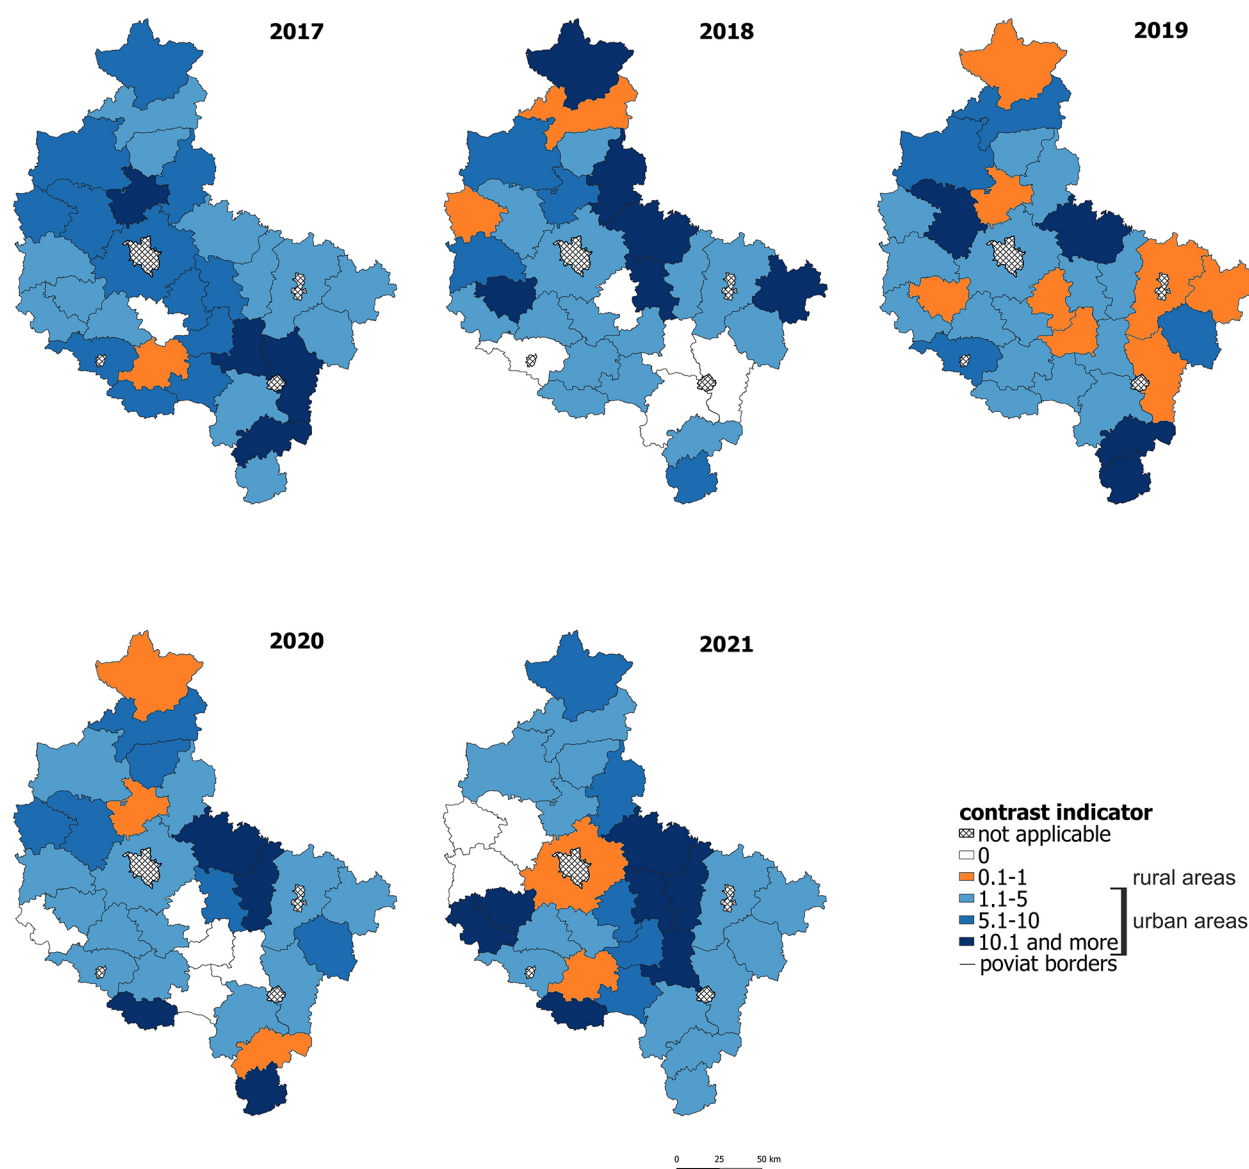 2017
2018
2019
2020
2021
contrast indicator
not applicable
0
0.1-1
rural areas
1.1-5
5.1-10
urban areas
10.1 and more
poviat borders
0 25 50 km